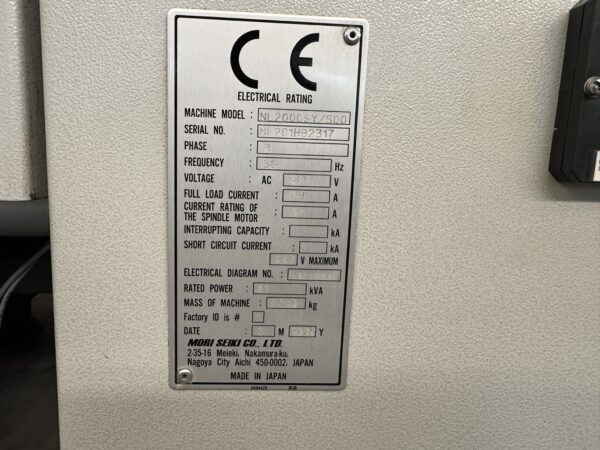 CE
ELECTRICAL RATING
MACHINE MODEL : NL2000SY/500
SERIAL NO. : NL201HB2317
PHASE : 3
FREQUENCY : Hz
VOLTAGE : AC V
FULL LOAD CURRENT : A
CURRENT RATING OF
THE SPINDLE MOTOR : A
INTERRUPTING CAPACITY : kA
SHORT CIRCUIT CURRENT : kA
V MAXIMUM
ELECTRICAL DIAGRAM NO. :
RATED POWER : kVA
MASS OF MACHINE : kg
Factory ID is #
DATE : M Y
MORI SEIKI CO., LTD.
2-35-16 Meieki, Nakamura-ku,
Nagoya City Aichi 450-0002, JAPAN
MADE IN JAPAN